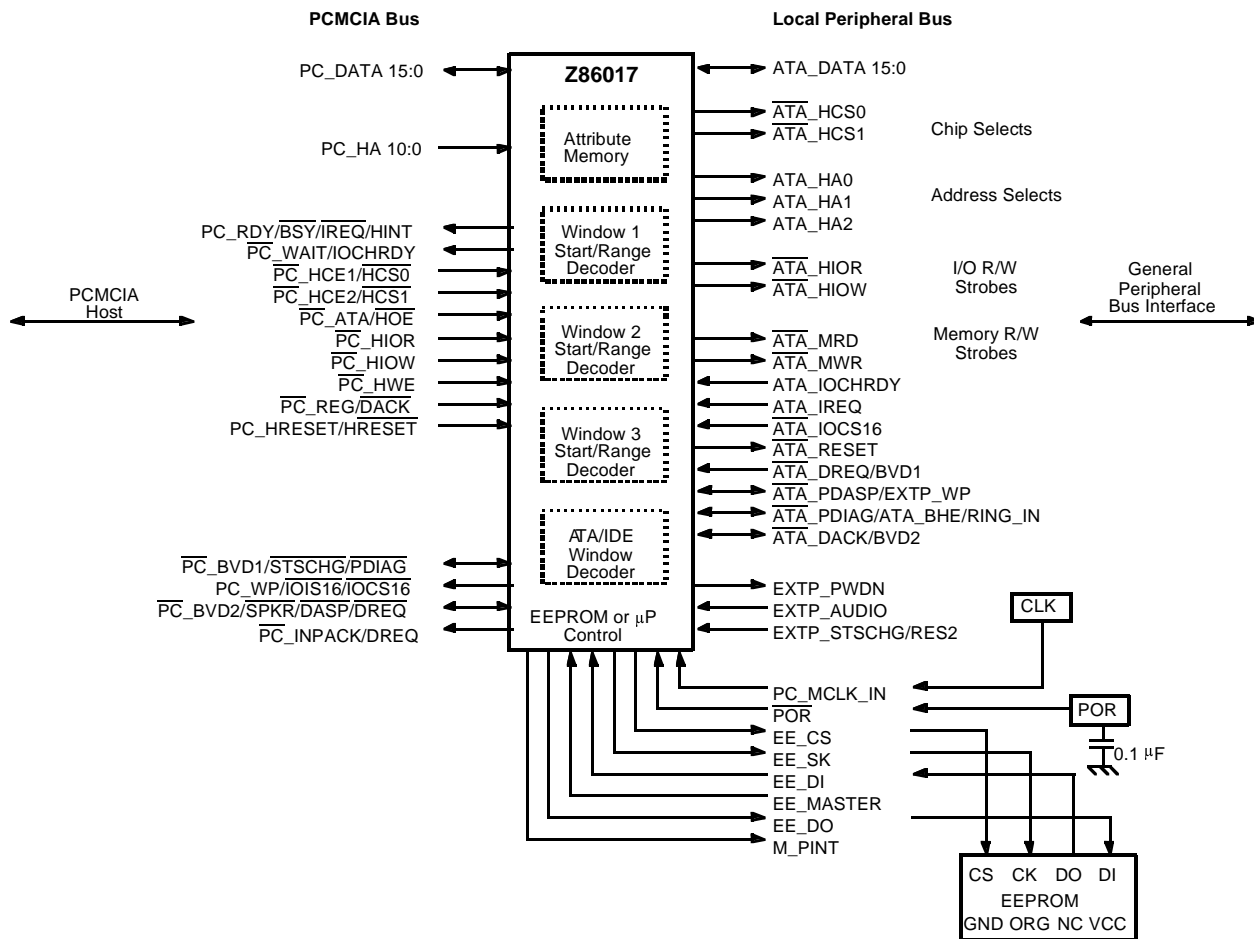 PCMCIA Bus
Local Peripheral Bus
Z86017
PC_DATA 15:0
PC_HA 10:0
PC_RDY/BSY/IREQ/HINT
PC_WAIT/IOCHRDY
PC_HCE1/HCS0
PC_HCE2/HCS1
PC_ATA/HOE
PC_HIOR
PC_HIOW
PC_HWE
PC_REG/DACK
PC_HRESET/HRESET
PC_BVD1/STSCHG/PDIAG
PC_WP/IOIS16/IOCS16
PC_BVD2/SPKR/DASP/DREQ
PC_INPACK/DREQ
PCMCIA
Host
Attribute
Memory
Window 1
Start/Range
Decoder
Window 2
Start/Range
Decoder
Window 3
Start/Range
Decoder
ATA/IDE
Window
Decoder
EEPROM or µP
Control
ATA_DATA 15:0
ATA_HCS0
ATA_HCS1
Chip Selects
ATA_HA0
ATA_HA1
ATA_HA2
Address Selects
ATA_HIOR
ATA_HIOW
I/O R/W
Strobes
ATA_MRD
ATA_MWR
Memory R/W
Strobes
ATA_IOCHRDY
ATA_IREQ
ATA_IOCS16
ATA_RESET
ATA_DREQ/BVD1
ATA_PDASP/EXTP_WP
ATA_PDIAG/ATA_BHE/RING_IN
ATA_DACK/BVD2
EXTP_PWDN
EXTP_AUDIO
EXTP_STSCHG/RES2
General
Peripheral
Bus Interface
CLK
PC_MCLK_IN
POR
POR
0.1 µF
EE_CS
EE_SK
EE_DI
EE_MASTER
EE_DO
M_PINT
CS CK DO DI
EEPROM
GND ORG NC VCC